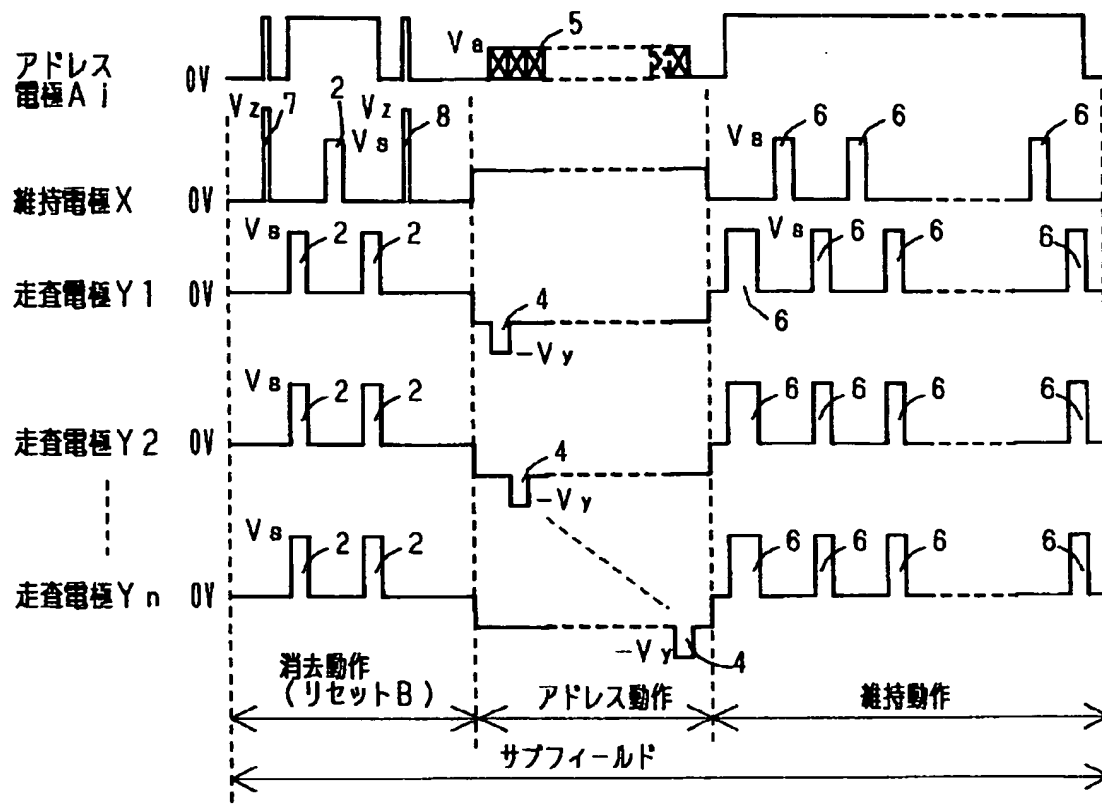 Va 5
アドレス
電極Aj 0V
Vz 7 2 Vz 8
Vs Vs 6 6 6
維持電極X 0V
Vs 2 2 Vs 6 6 6
走査電極Y1 0V
4 6
-Vy
Vs 2 2 6 6 6 6
走査電極Y2 0V
4
-Vy
Vs 2 2 6 6 6 6
走査電極Yn 0V
-Vy 4
消去動作
(リセットB) アドレス動作 維持動作
サブフィールド